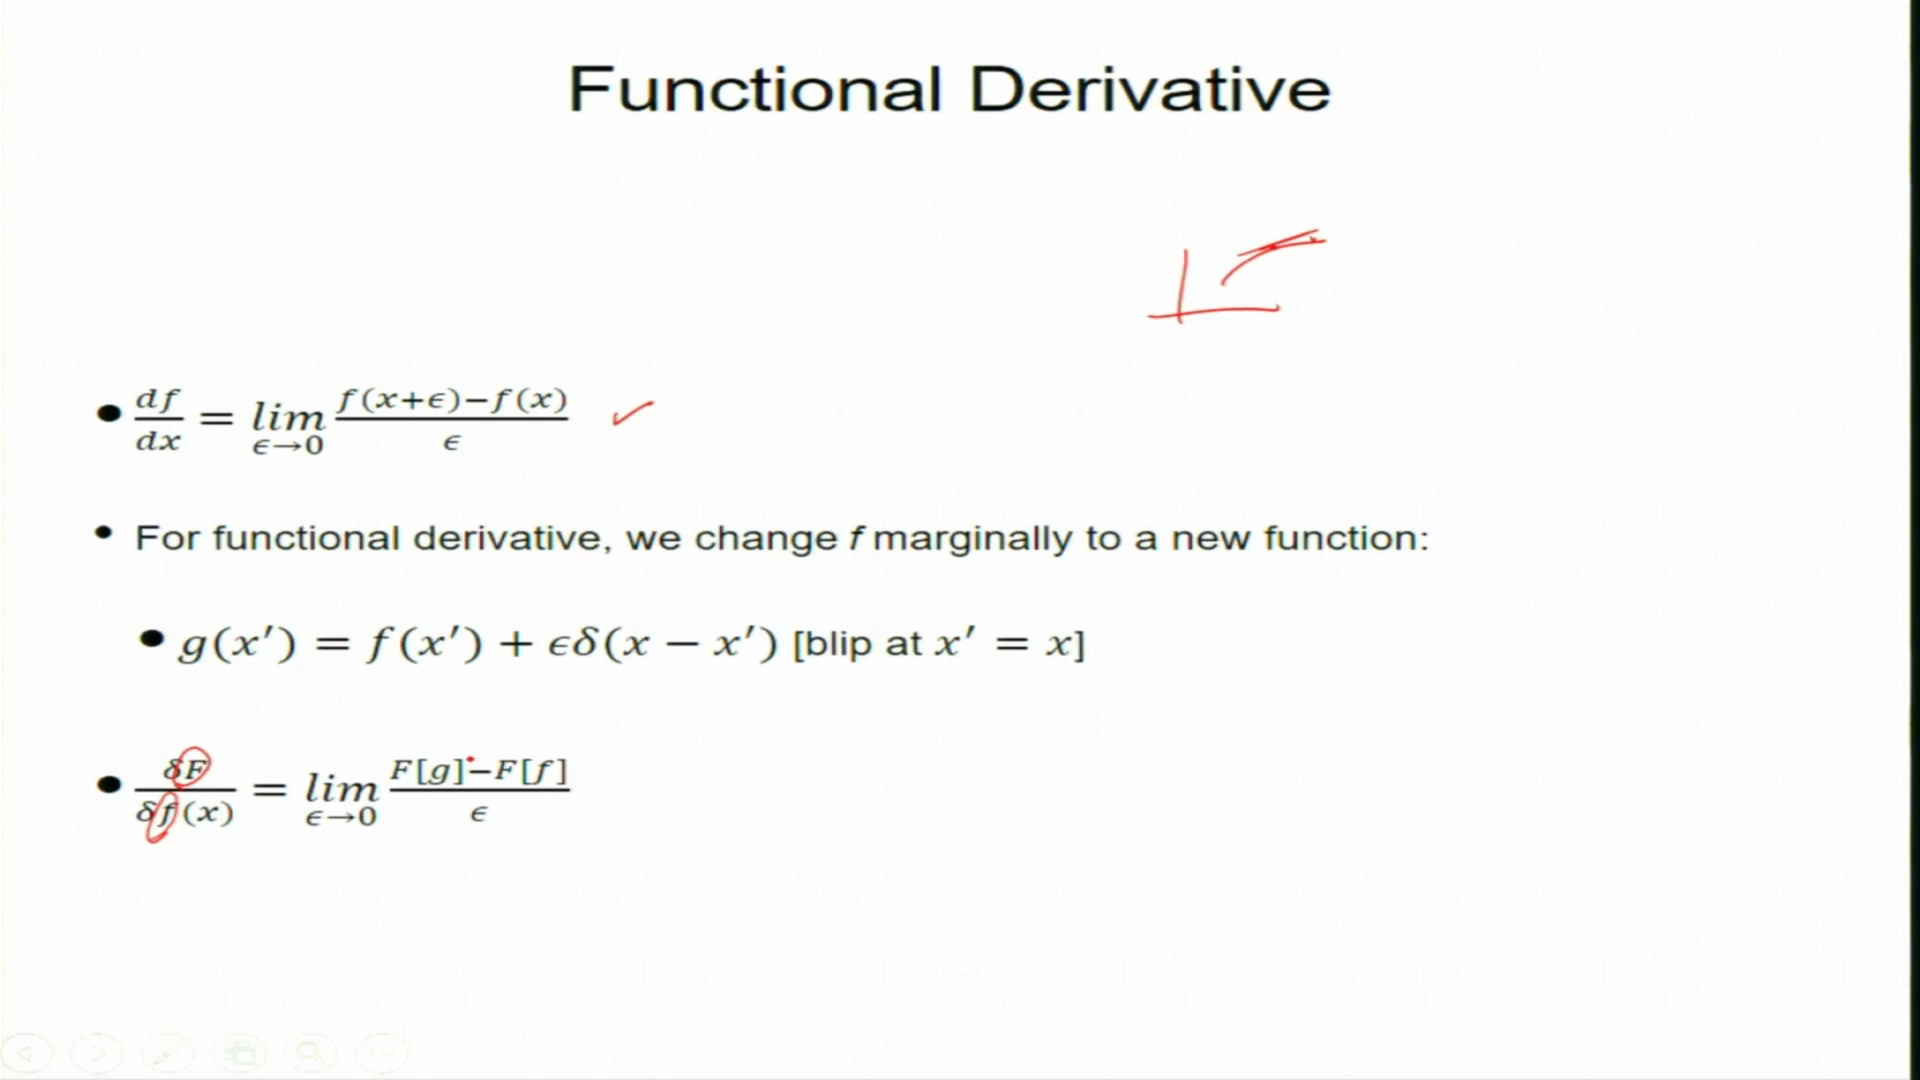 Functional Derivative
• df/dx = lim_{ϵ→0} (f(x+ϵ)−f(x))/ϵ
• For functional derivative, we change f marginally to a new function:
• g(x′) = f(x′) + ϵδ(x − x′) [blip at x′ = x]
• δF/δf(x) = lim_{ϵ→0} (F[g]−F[f])/ϵ